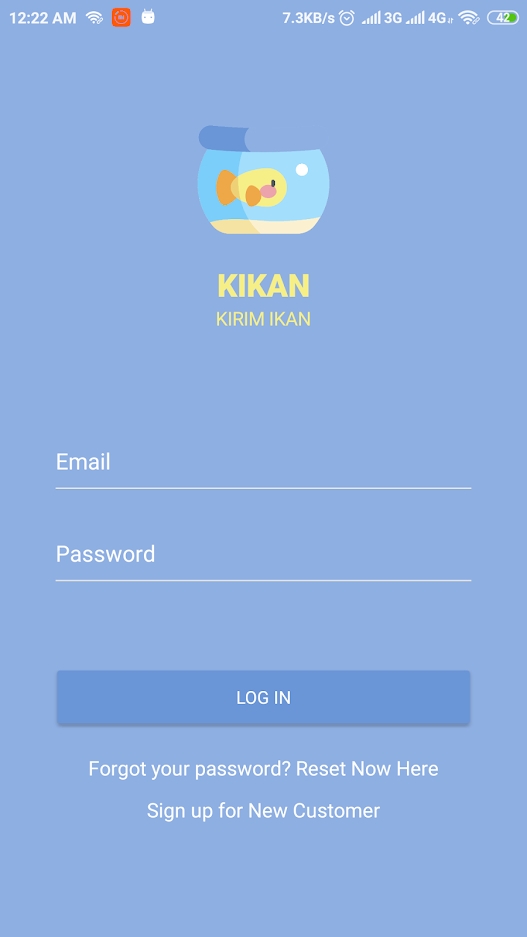 12:22 AM 7.3KB/s 3G 4G 42
KIKAN
KIRIM IKAN
Email
Password
LOG IN
Forgot your password? Reset Now Here
Sign up for New Customer